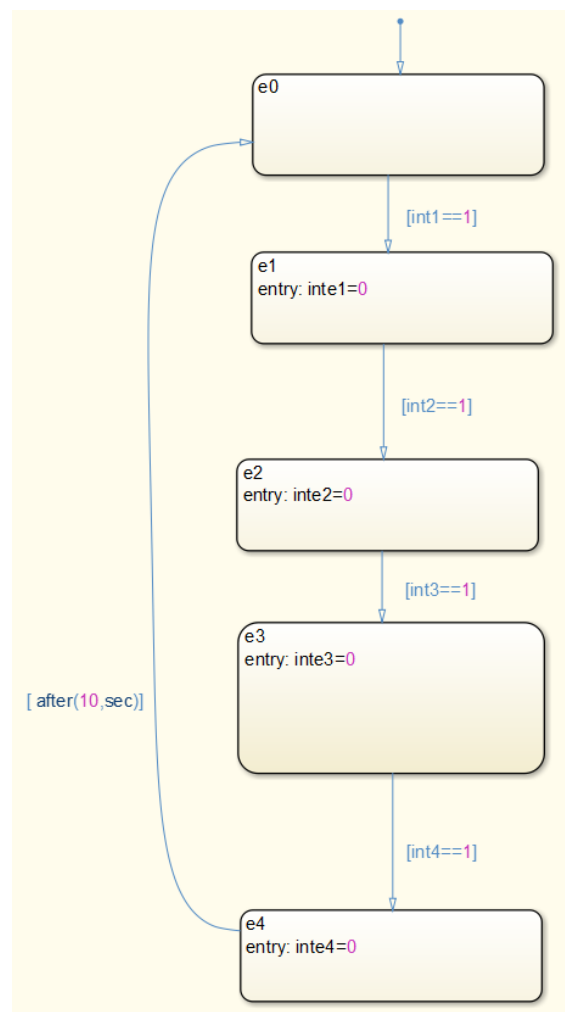 e0
[int1==1]
e1
entry: inte1=0
[int2==1]
e2
entry: inte2=0
[int3==1]
e3
entry: inte3=0
[ after(10,sec)]
[int4==1]
e4
entry: inte4=0